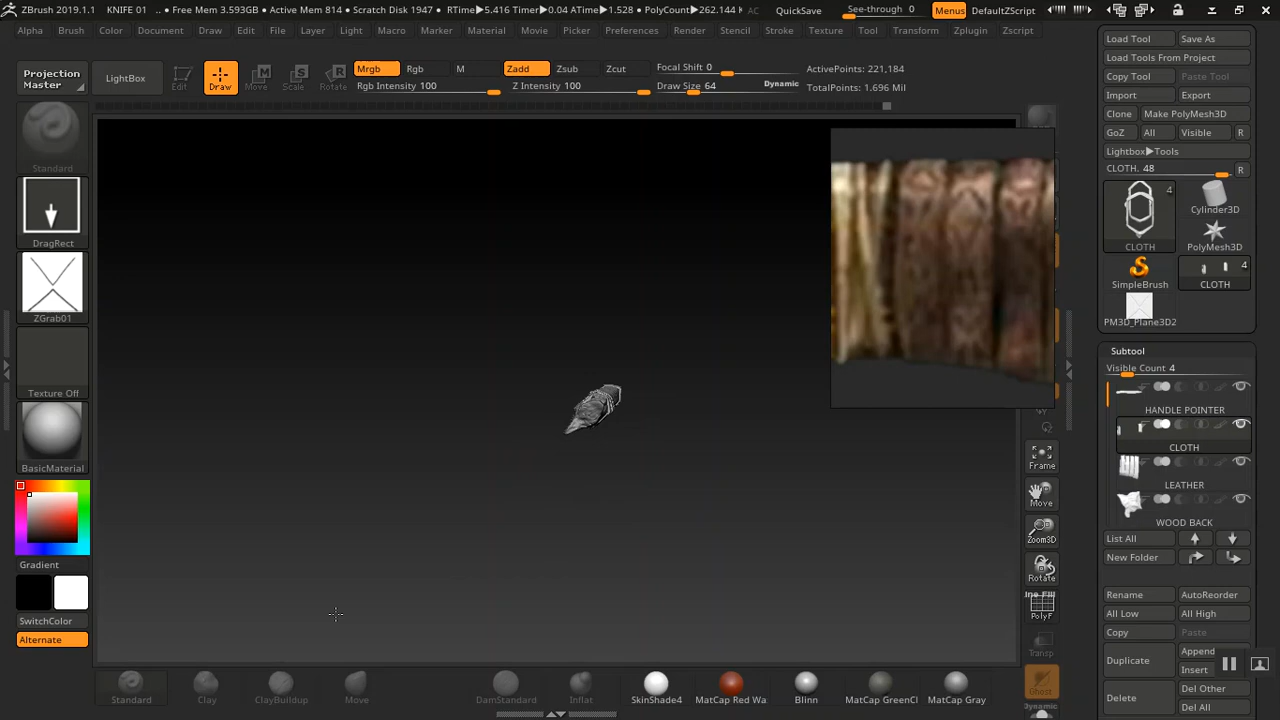 ZBrush 2019.1.1 KNIFE 01 .. • Free Mem 3.593GB • Active Mem 814 • Scratch Disk 1947 • RTime▶5.416 Timer▶0.04 ATime▶1.528 • PolyCount▶262.144 K AC QuickSave See-through 0 Menus DefaultZScript
Alpha Brush Color Document Draw Edit File Layer Light Macro Marker Material Movie Picker Preferences Render Stencil Stroke Texture Tool Transform Zplugin Zscript
Projection Master LightBox Edit Draw Move Scale Rotate
Mrgb Rgb M Zadd Zsub Zcut Focal Shift 0 ActivePoints: 221,184
Rgb Intensity 100 Z Intensity 100 Draw Size 64 Dynamic TotalPoints: 1.696 Mil
Standard
DragRect
ZGrab01
Texture Off
BasicMaterial
Gradient
SwitchColor
Alternate
Frame
Move
Zoom3D
Rotate
PolyF
Transp
Ghost
Dynamic
Standard Clay ClayBuildup Move DamStandard Inflat SkinShade4 MatCap Red Wa Blinn MatCap GreenCl MatCap Gray
Load Tool Save As
Load Tools From Project
Copy Tool Paste Tool
Import Export
Clone Make PolyMesh3D
GoZ All Visible R
Lightbox▶Tools
CLOTH. 48 R
4
CLOTH Cylinder3D
PolyMesh3D
4
SimpleBrush CLOTH
PM3D_Plane3D2
Subtool
Visible Count 4
HANDLE POINTER
CLOTH
LEATHER
WOOD BACK
List All
New Folder
Rename AutoReorder
All Low All High
Copy Paste
Duplicate Append
Insert
Delete Del Other
Del All